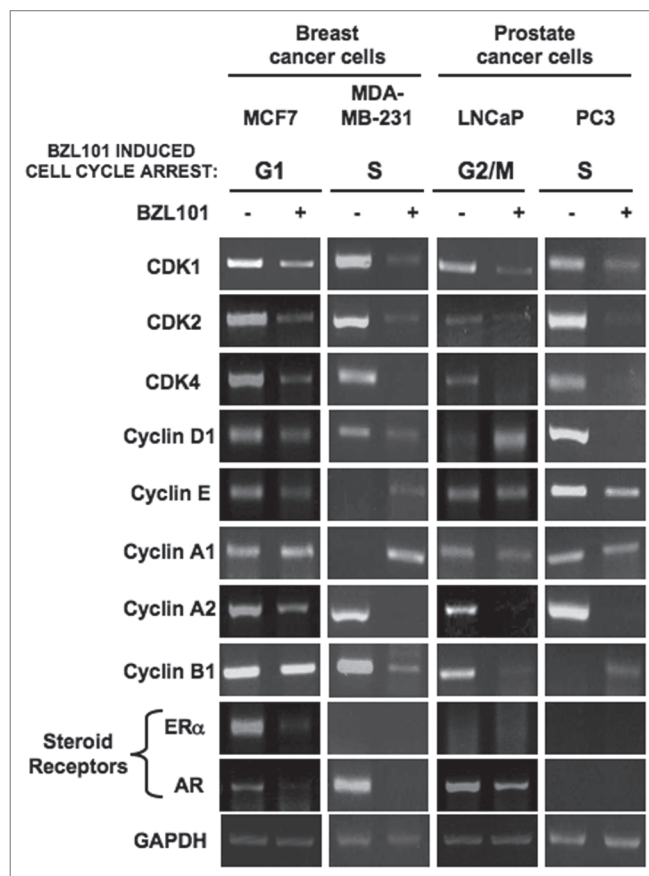 Breast
cancer cells
Prostate
cancer cells
MCF7
MDA-
MB-231
LNCaP
PC3
BZL101 INDUCED
CELL CYCLE ARREST:
G1
S
G2/M
S
BZL101
- + - + - + - +
CDK1
CDK2
CDK4
Cyclin D1
Cyclin E
Cyclin A1
Cyclin A2
Cyclin B1
Steroid
Receptors
ERα
AR
GAPDH